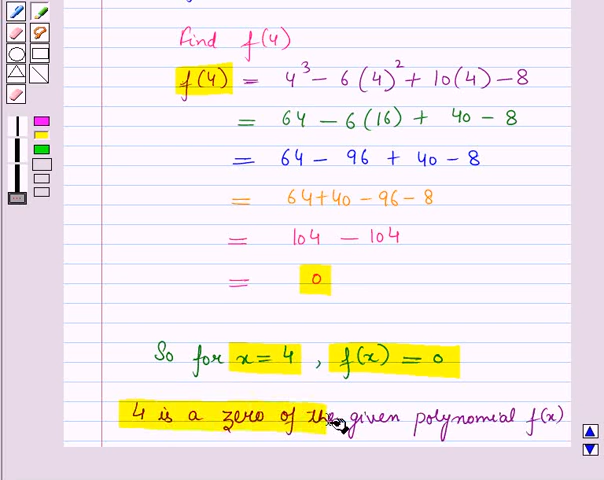 Find f(4)
f(4) = 4³ - 6(4)² + 10(4) - 8
= 64 - 6(16) + 40 - 8
= 64 - 96 + 40 - 8
= 64+40 - 96 - 8
= 104 - 104
= 0
So for x = 4 , f(x) = 0
4 is a zero of the given polynomial f(x)